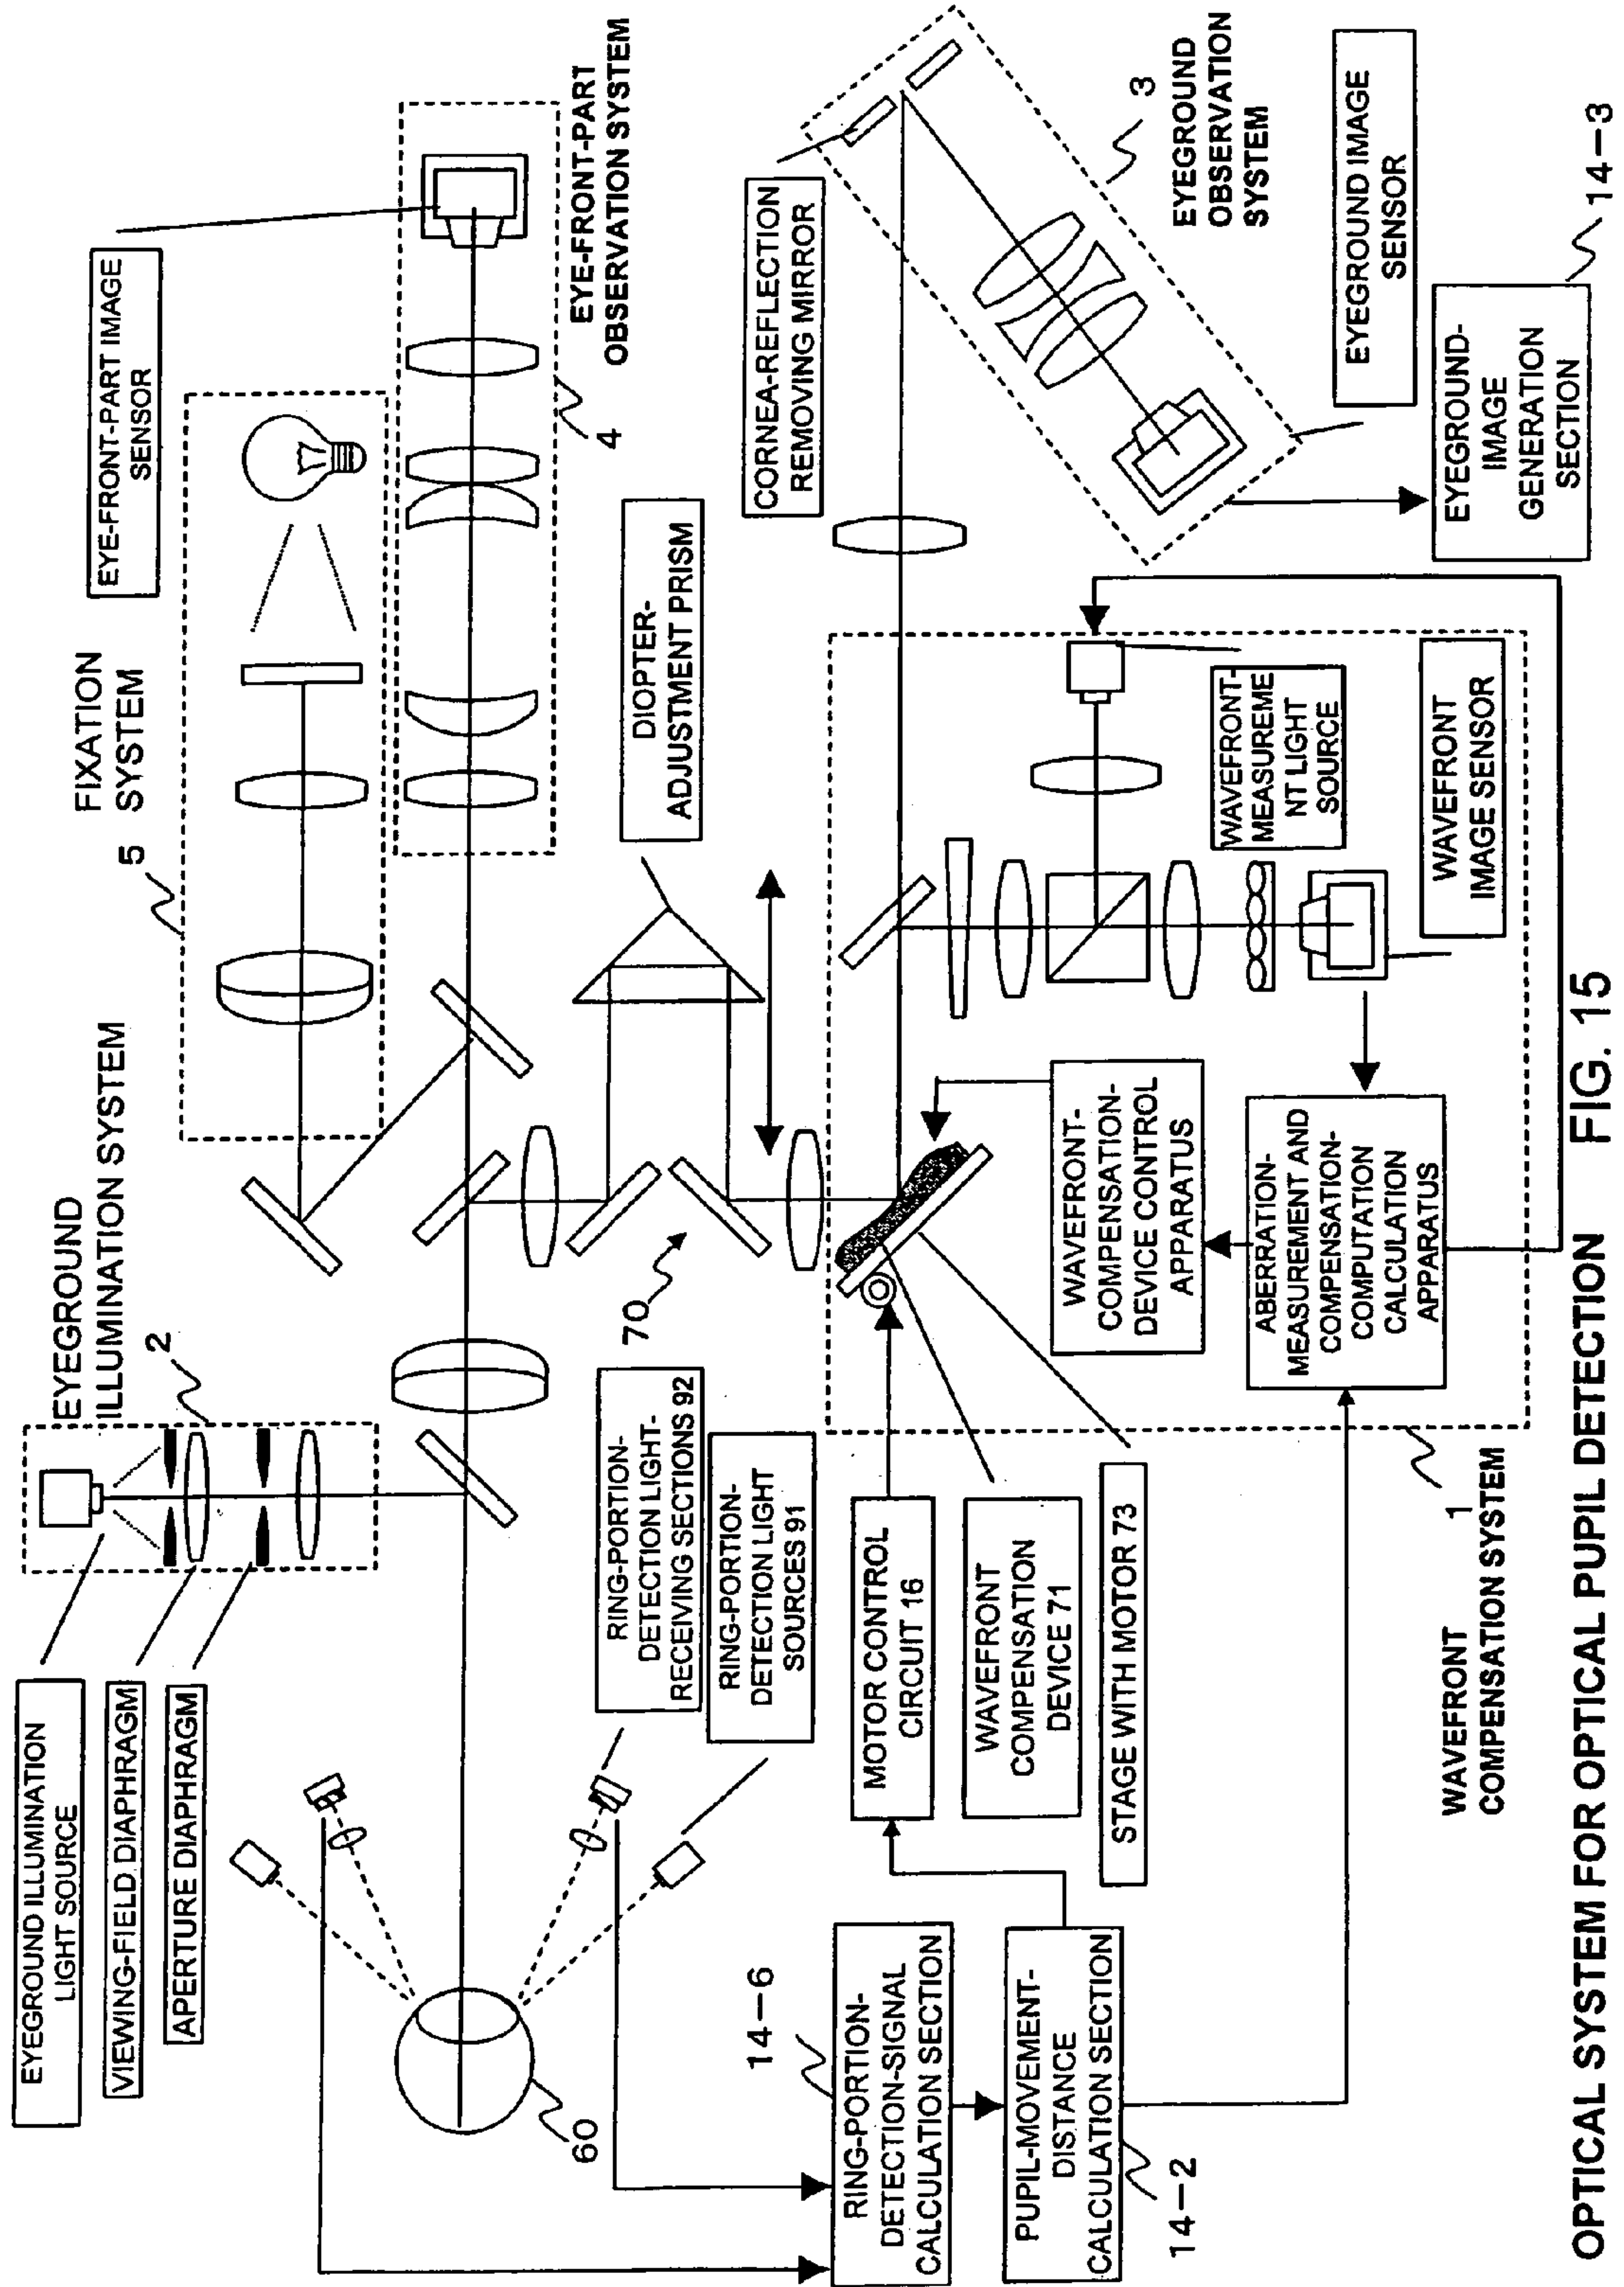 EYEGROUND ILLUMINATION
LIGHT SOURCE
VIEWING-FIELD DIAPHRAGM
APERTURE DIAPHRAGM
EYEGROUND
ILLUMINATION SYSTEM
2
5
FIXATION
SYSTEM
EYE-FRONT-PART IMAGE
SENSOR
EYE-FRONT-PART
OBSERVATION SYSTEM
4
60
RING-PORTION-
DETECTION LIGHT-
RECEIVING SECTIONS 92
RING-PORTION-
DETECTION LIGHT
SOURCES 91
70
DIOPTER-
ADJUSTMENT PRISM
CORNEA-REFLECTION
REMOVING MIRROR
3
EYEGROUND
OBSERVATION
SYSTEM
EYEGROUND IMAGE
SENSOR
EYEGROUND-
IMAGE
GENERATION
SECTION
14-3
14-6
RING-PORTION-
DETECTION-SIGNAL
CALCULATION SECTION
PUPIL-MOVEMENT-
DISTANCE
CALCULATION SECTION
14-2
MOTOR CONTROL
CIRCUIT 16
WAVEFRONT
COMPENSATION
DEVICE 71
STAGE WITH MOTOR 73
WAVEFRONT-
COMPENSATION-
DEVICE CONTROL
APPARATUS
ABERRATION-
MEASUREMENT AND
COMPENSATION-
COMPUTATION
CALCULATION
APPARATUS
WAVEFRONT-
MEASUREME
NT LIGHT
SOURCE
WAVEFRONT
IMAGE SENSOR
1
WAVEFRONT
COMPENSATION SYSTEM
OPTICAL SYSTEM FOR OPTICAL PUPIL DETECTION
FIG. 15